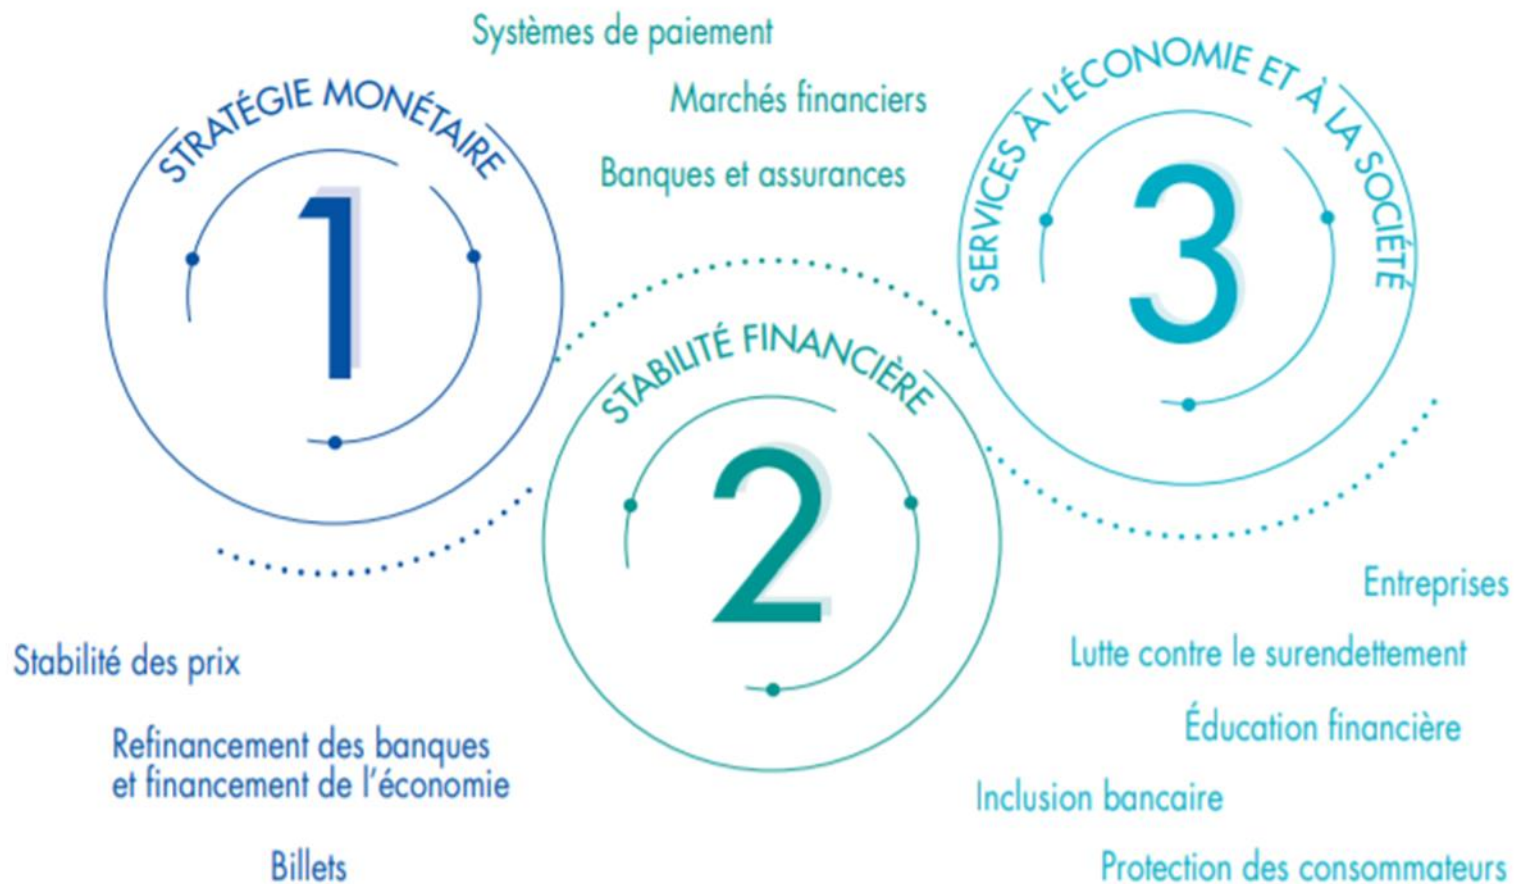 STRATÉGIE MONÉTAIRE
1
Stabilité des prix
Refinancement des banques
et financement de l'économie
Billets
Systèmes de paiement
Marchés financiers
Banques et assurances
STABILITÉ FINANCIÈRE
2
SERVICES À L'ÉCONOMIE ET À LA SOCIÉTÉ
3
Entreprises
Lutte contre le surendettement
Éducation financière
Inclusion bancaire
Protection des consommateurs